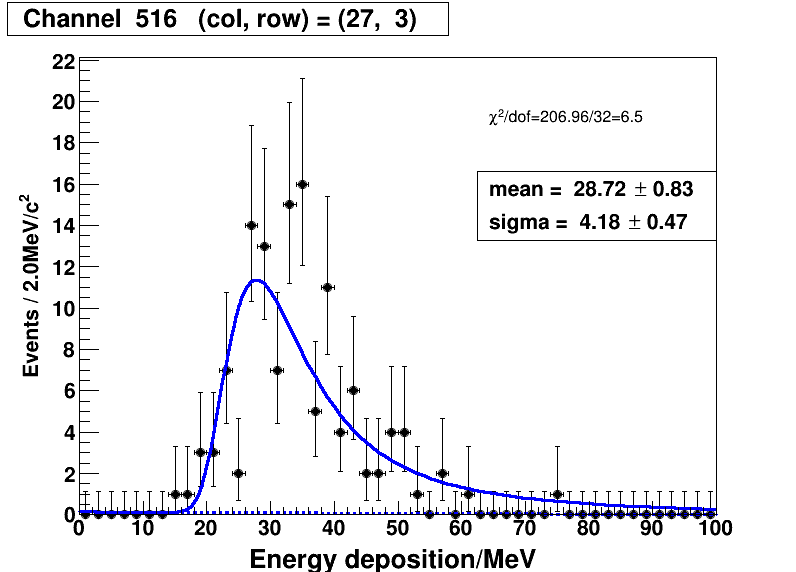 Channel 516 (col, row) = (27, 3)
χ²/dof=206.96/32=6.5
mean = 28.72 ± 0.83
sigma = 4.18 ± 0.47
Events / 2.0MeV/c²
22
20
18
16
14
12
10
8
6
4
2
0
0 10 20 30 40 50 60 70 80 90 100
Energy deposition/MeV